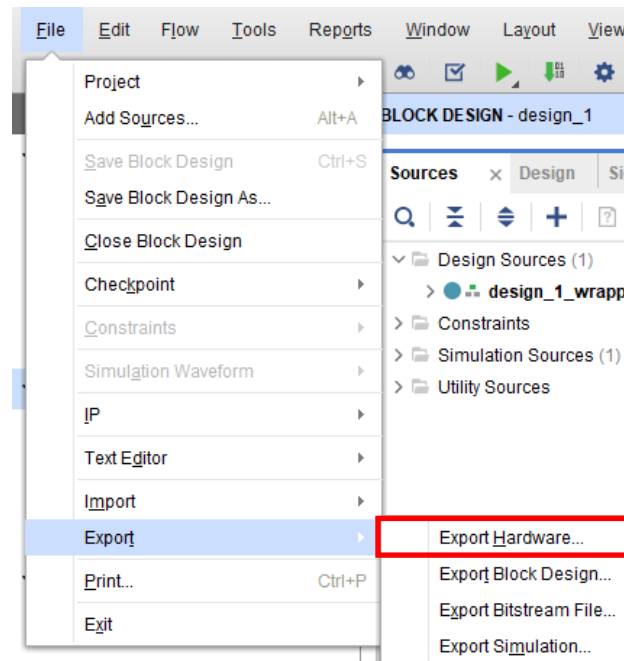 File Edit Flow Tools Reports Window Layout View
Project
Add Sources... Alt+A
Save Block Design Ctrl+S
Save Block Design As...
Close Block Design
Checkpoint
Constraints
Simulation Waveform
IP
Text Editor
Import
Export
Print... Ctrl+P
Exit
BLOCK DESIGN - design_1
Sources Design Si
Design Sources (1)
design_1_wrapp
Constraints
Simulation Sources (1)
Utility Sources
Export Hardware...
Export Block Design...
Export Bitstream File...
Export Simulation...